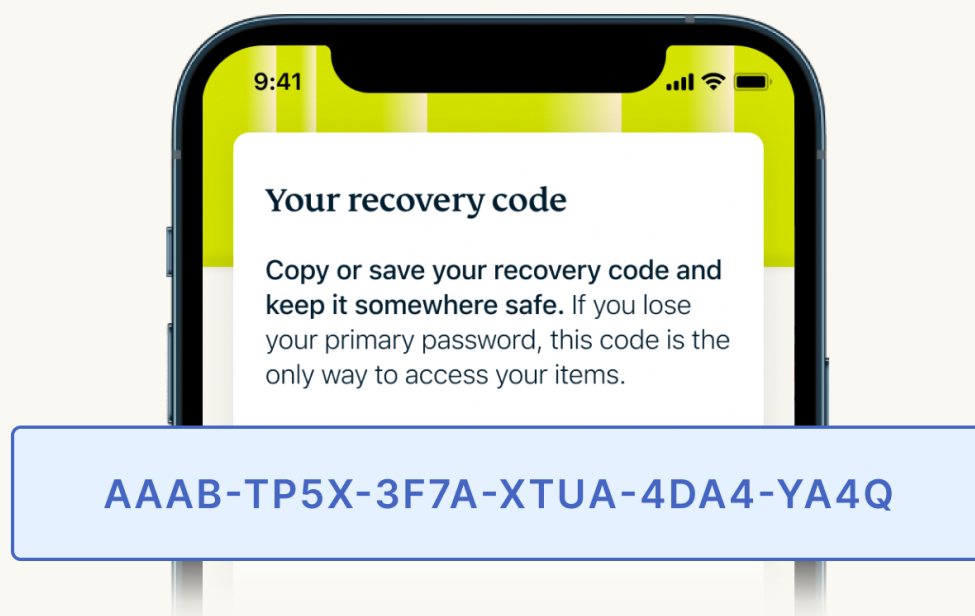 9:41
Your recovery code
Copy or save your recovery code and
keep it somewhere safe. If you lose
your primary password, this code is the
only way to access your items.
AAAB-TP5X-3F7A-XTUA-4DA4-YA4Q